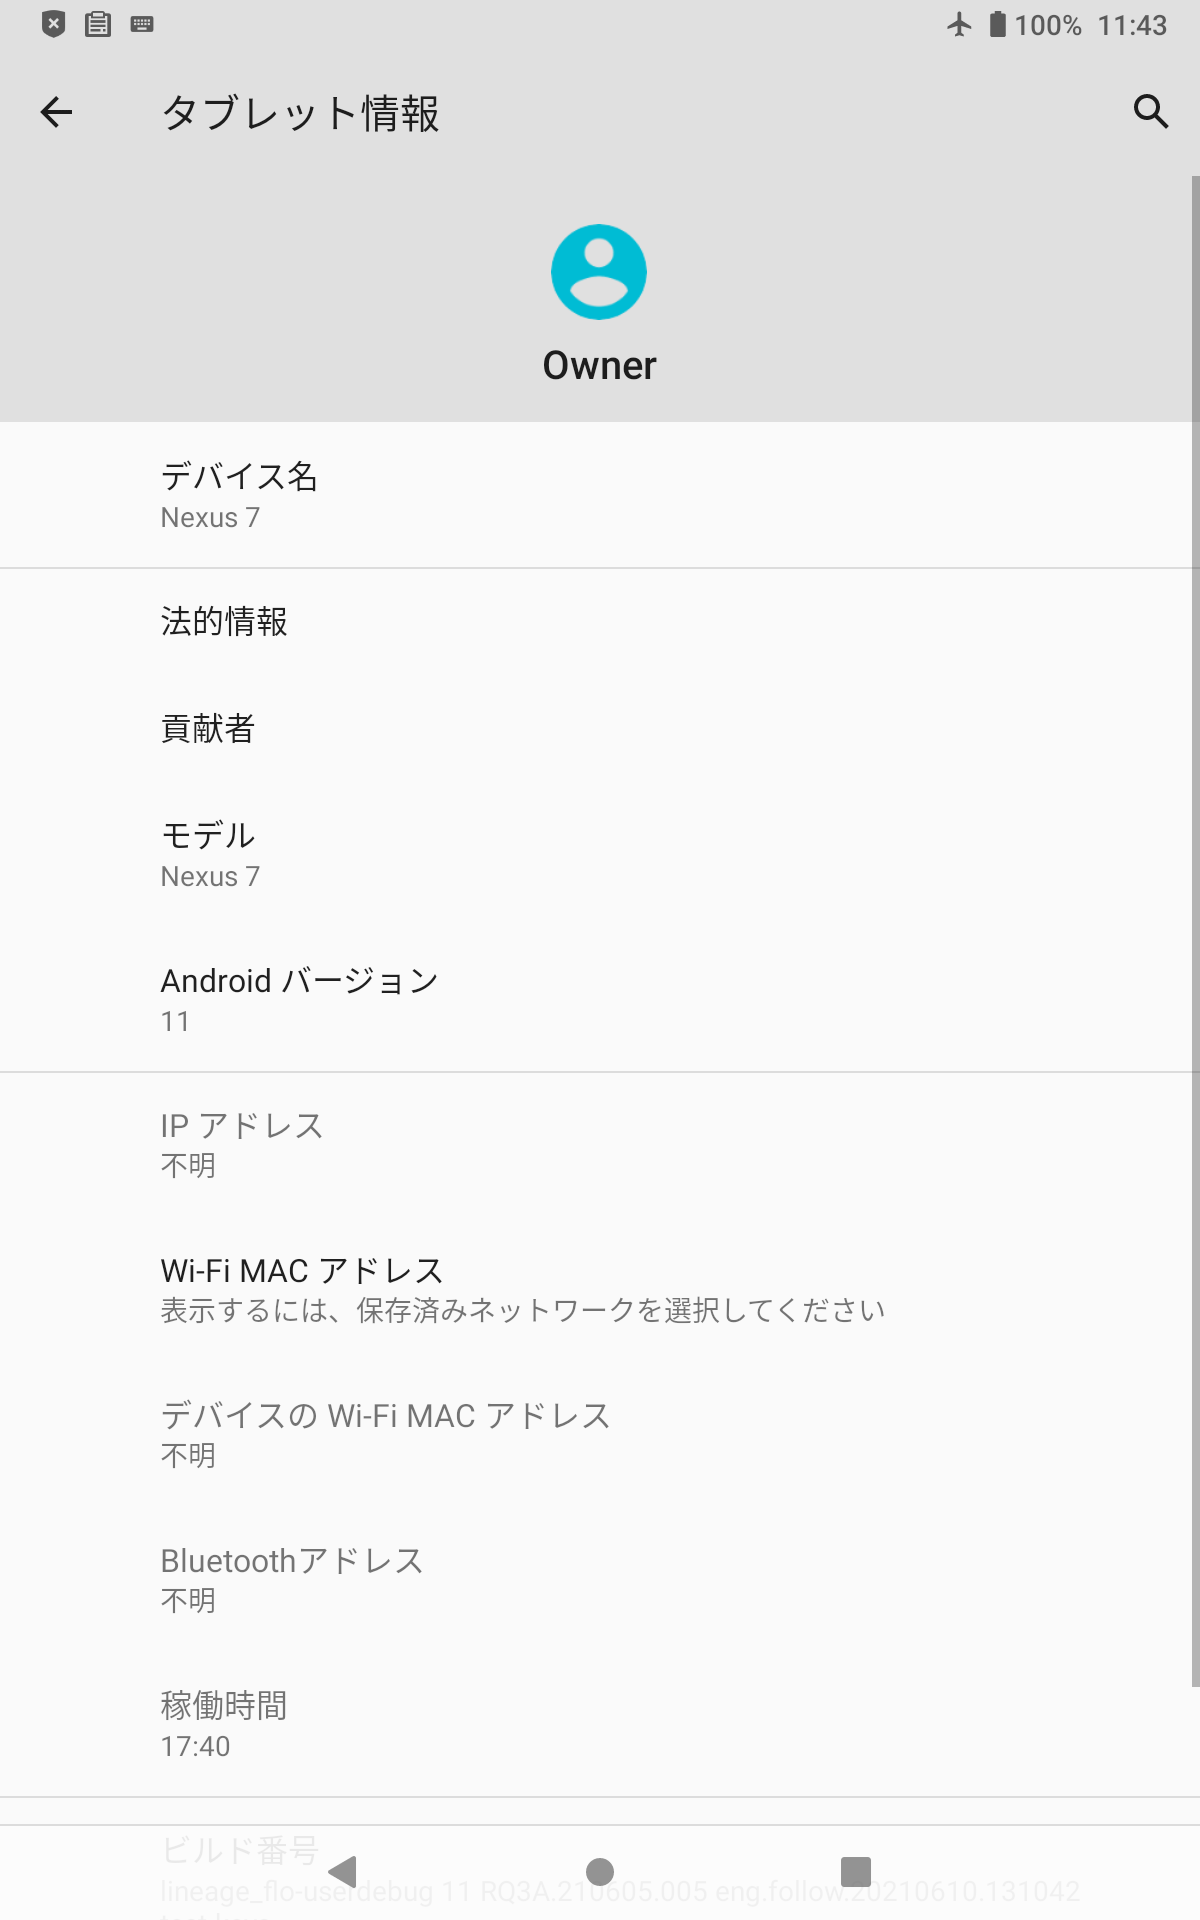 100% 11:43
タブレット情報
Owner
デバイス名
Nexus 7
法的情報
貢献者
モデル
Nexus 7
Android バージョン
11
IP アドレス
不明
Wi-Fi MAC アドレス
表示するには、保存済みネットワークを選択してください
デバイスの Wi-Fi MAC アドレス
不明
Bluetoothアドレス
不明
稼働時間
17:40
ビルド番号
lineage_flo-userdebug 11 RQ3A.210605.005 eng.follow.20210610.131042